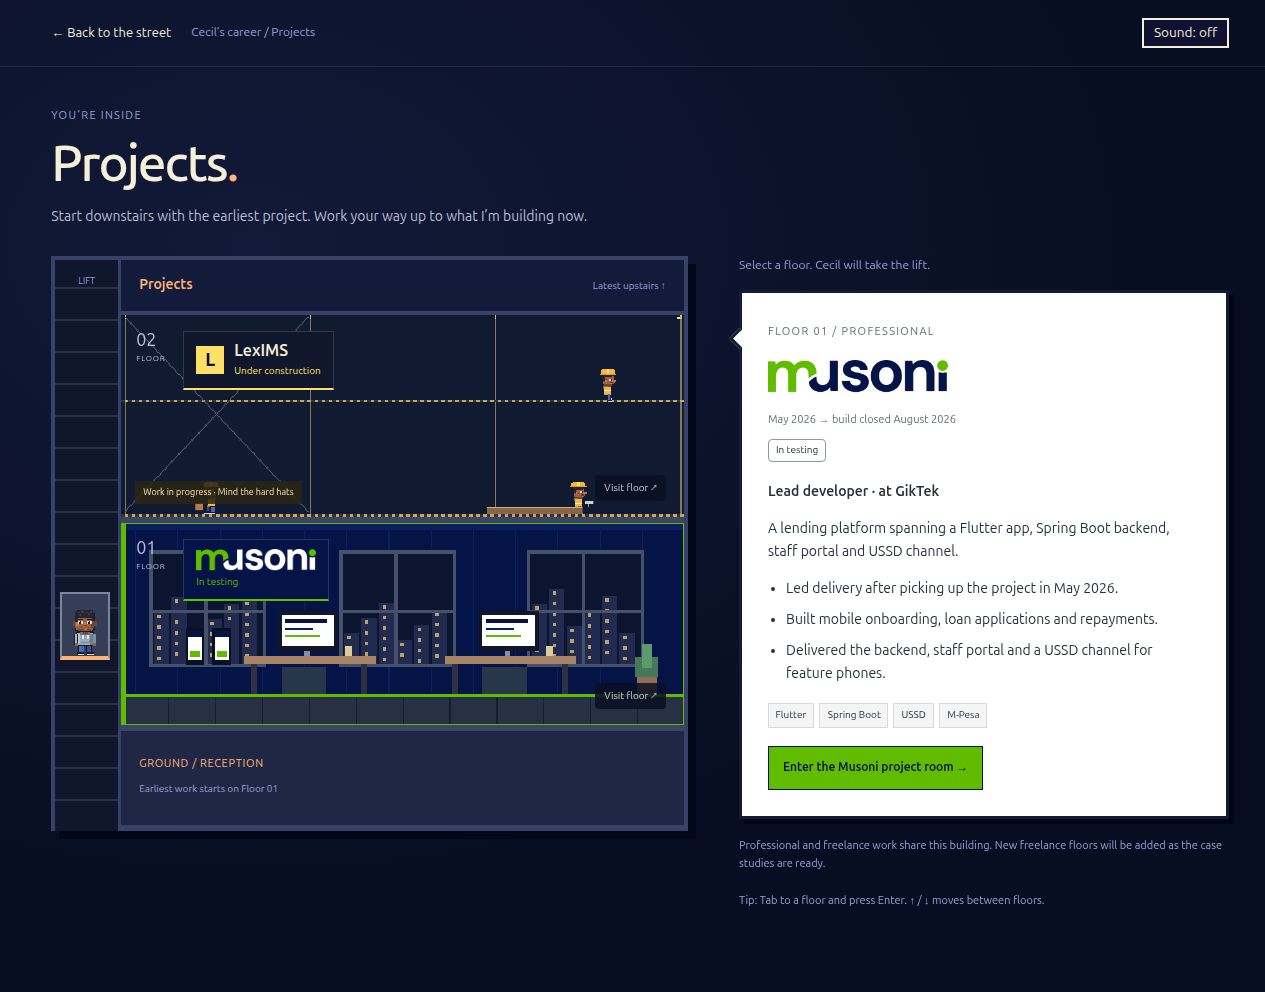 ← Back to the street
Cecil's career / Projects
Sound: off
YOU'RE INSIDE
Projects.
Start downstairs with the earliest project. Work your way up to what I'm building now.
LIFT
Projects
Latest upstairs ↑
02
FLOOR
L
LexIMS
Under construction
Work in progress · Mind the hard hats
Visit floor ↗
01
FLOOR
musoni
In testing
Visit floor ↗
GROUND / RECEPTION
Earliest work starts on Floor 01
Select a floor. Cecil will take the lift.
FLOOR 01 / PROFESSIONAL
musoni
May 2026 → build closed August 2026
In testing
Lead developer · at GikTek
A lending platform spanning a Flutter app, Spring Boot backend,
staff portal and USSD channel.
• Led delivery after picking up the project in May 2026.
• Built mobile onboarding, loan applications and repayments.
• Delivered the backend, staff portal and a USSD channel for
feature phones.
Flutter
Spring Boot
USSD
M-Pesa
Enter the Musoni project room →
Professional and freelance work share this building. New freelance floors will be added as the case
studies are ready.
Tip: Tab to a floor and press Enter. ↑ / ↓ moves between floors.